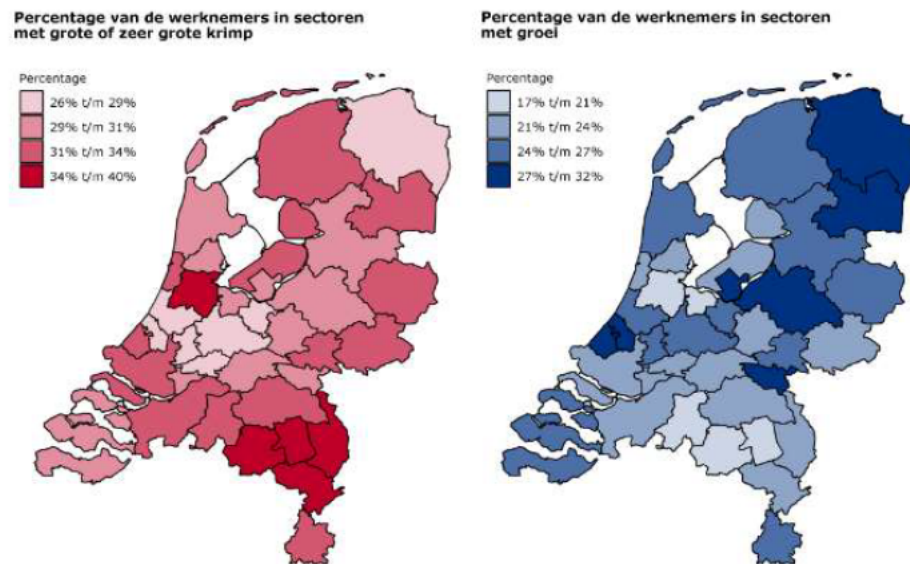 Percentage van de werknemers in sectoren
met grote of zeer grote krimp
Percentage
26% t/m 29%
29% t/m 31%
31% t/m 34%
34% t/m 40%
Percentage van de werknemers in sectoren
met groei
Percentage
17% t/m 21%
21% t/m 24%
24% t/m 27%
27% t/m 32%